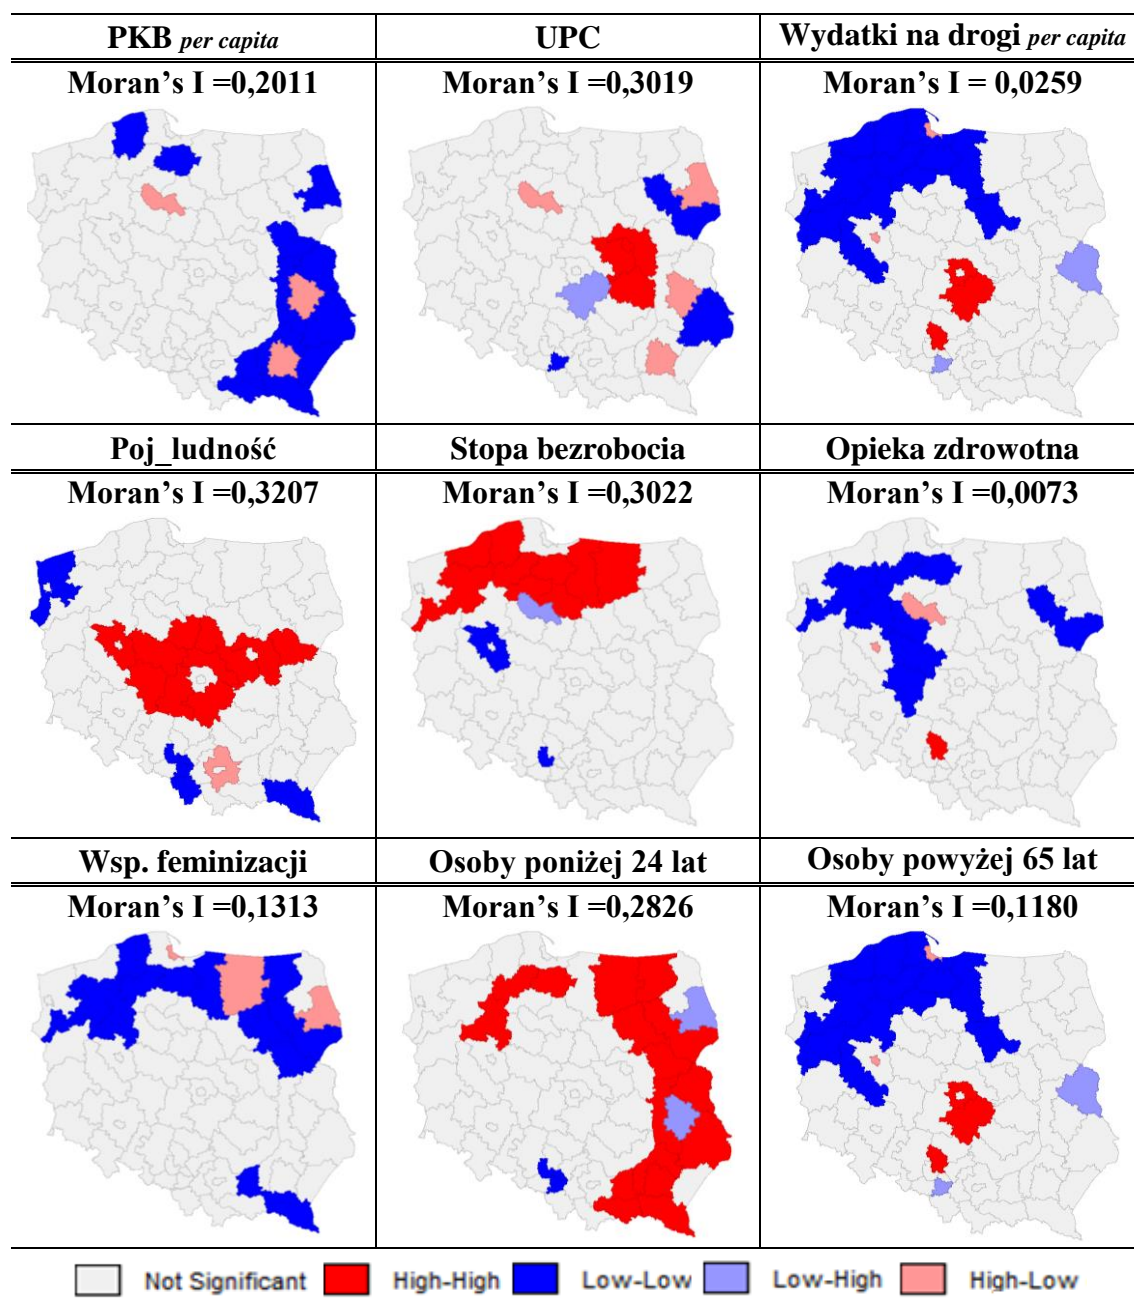 PKB per capita
UPC
Wydatki na drogi per capita
Moran's I =0,2011
Moran's I =0,3019
Moran's I = 0,0259
Poj_ludność
Stopa bezrobocia
Opieka zdrowotna
Moran's I =0,3207
Moran's I =0,3022
Moran's I =0,0073
Wsp. feminizacji
Osoby poniżej 24 lat
Osoby powyżej 65 lat
Moran's I =0,1313
Moran's I =0,2826
Moran's I =0,1180
Not Significant High-High Low-Low Low-High High-Low